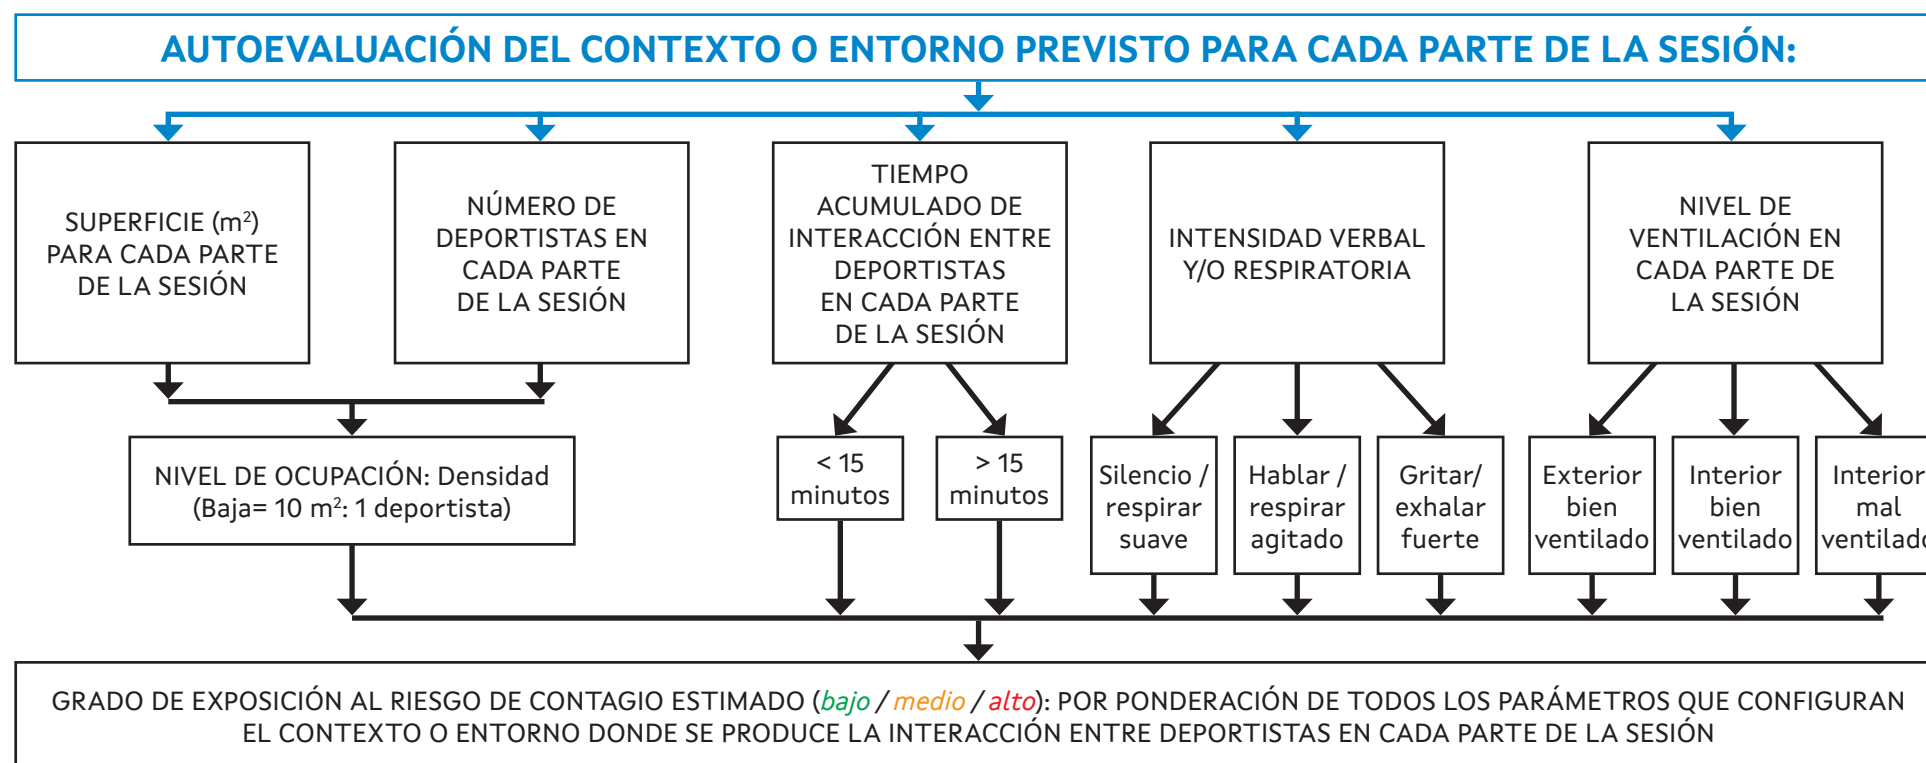 AUTOEVALUACIÓN DEL CONTEXTO O ENTORNO PREVISTO PARA CADA PARTE DE LA SESIÓN:
SUPERFICIE (m²)
PARA CADA PARTE
DE LA SESIÓN
NÚMERO DE
DEPORTISTAS EN
CADA PARTE
DE LA SESIÓN
TIEMPO
ACUMULADO DE
INTERACCIÓN ENTRE
DEPORTISTAS
EN CADA PARTE
DE LA SESIÓN
INTENSIDAD VERBAL
Y/O RESPIRATORIA
NIVEL DE
VENTILACIÓN EN
CADA PARTE DE
LA SESIÓN
NIVEL DE OCUPACIÓN: Densidad
(Baja= 10 m²: 1 deportista)
< 15
minutos
> 15
minutos
Silencio /
respirar
suave
Hablar /
respirar
agitado
Gritar/
exhalar
fuerte
Exterior
bien
ventilado
Interior
bien
ventilado
Interior
mal
ventilado
GRADO DE EXPOSICIÓN AL RIESGO DE CONTAGIO ESTIMADO (bajo / medio / alto): POR PONDERACIÓN DE TODOS LOS PARÁMETROS QUE CONFIGURAN
EL CONTEXTO O ENTORNO DONDE SE PRODUCE LA INTERACCIÓN ENTRE DEPORTISTAS EN CADA PARTE DE LA SESIÓN